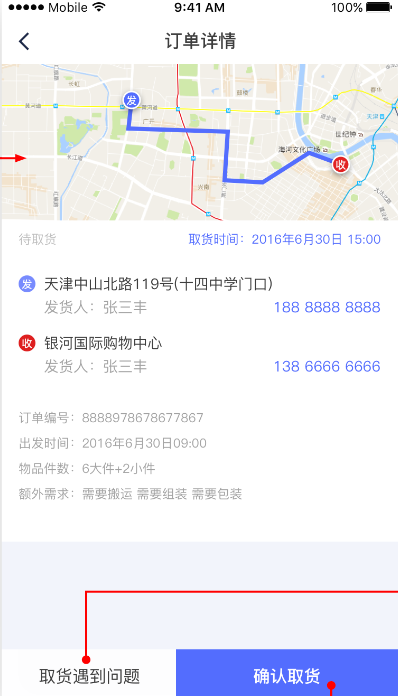 Mobile 9:41 AM 100%
订单详情
发
收
世纪钟
海河文化广场
天津
待取货 取货时间：2016年6月30日 15:00
发 天津中山北路119号(十四中学门口)
发货人：张三丰 188 8888 8888
收 银河国际购物中心
发货人：张三丰 138 6666 6666
订单编号：8888978678677867
出发时间：2016年6月30日09:00
物品件数：6大件+2小件
额外需求：需要搬运 需要组装 需要包装
取货遇到问题 确认取货